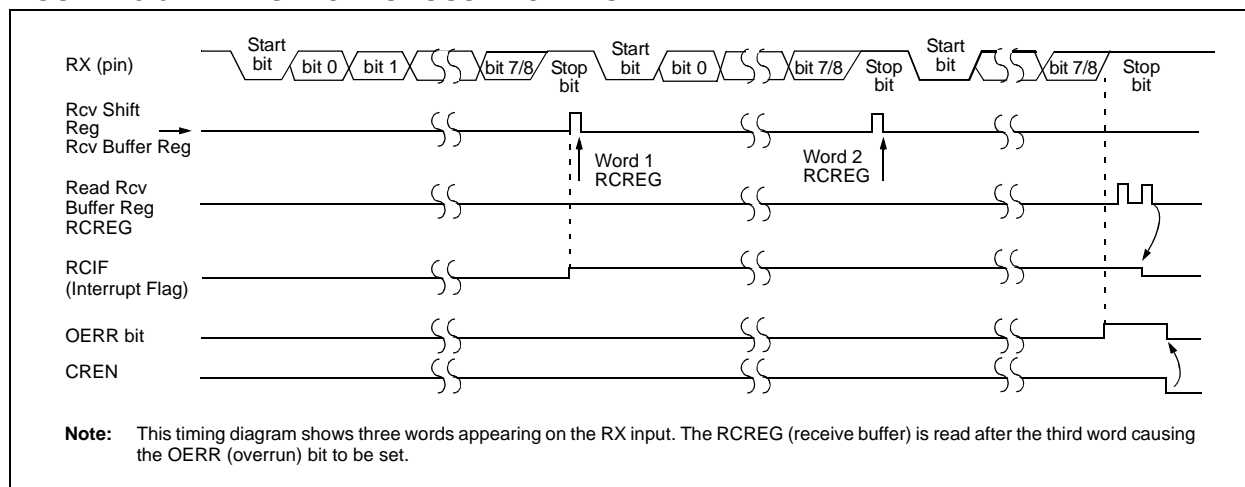 Start bit bit 0 bit 1 bit 7/8 Stop bit Start bit bit 0 bit 7/8 Stop bit Start bit bit 7/8 Stop bit
RX (pin)
Rcv Shift
Reg
Rcv Buffer Reg
Word 1
RCREG
Word 2
RCREG
Read Rcv
Buffer Reg
RCREG
RCIF
(Interrupt Flag)
OERR bit
CREN
Note: This timing diagram shows three words appearing on the RX input. The RCREG (receive buffer) is read after the third word causing
the OERR (overrun) bit to be set.